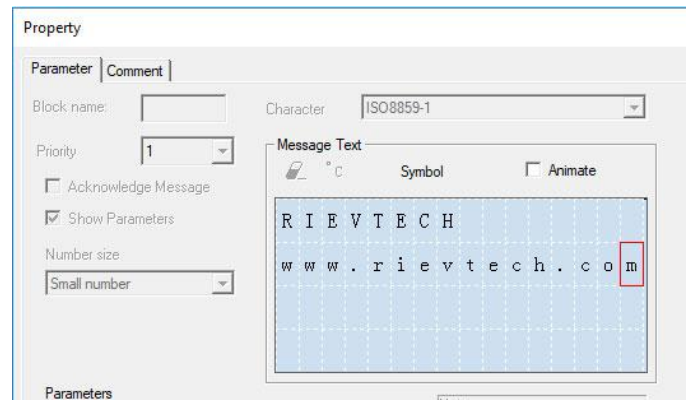 Property
Parameter
Comment
Block name:
Character
ISO8859-1
Priority
1
Message Text
°C
Symbol
Animate
Acknowledge Message
Show Parameters
Number size
Small number
RIEVTECH
www.rievtech.com
Parameters